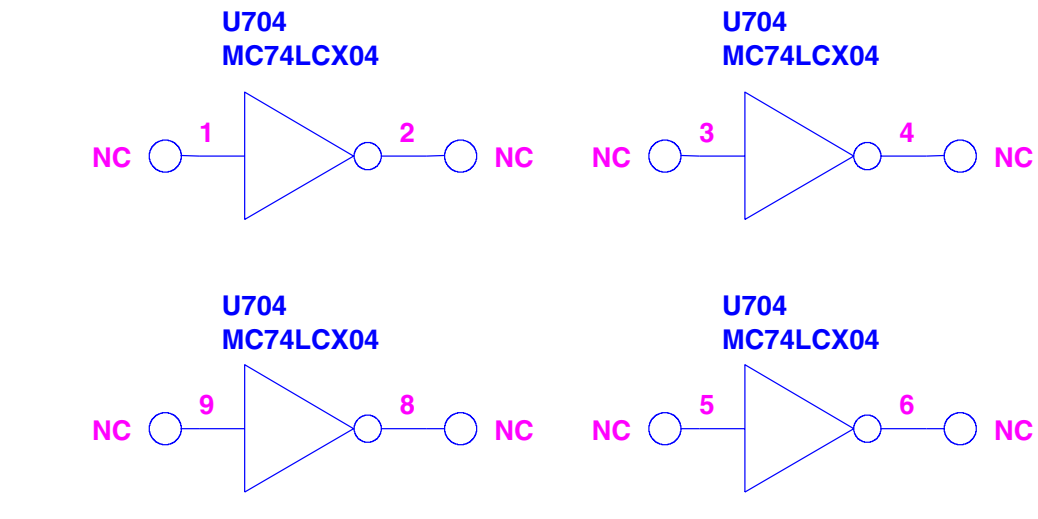 U704
MC74LCX04
NC 1 2 NC
U704
MC74LCX04
NC 3 4 NC
U704
MC74LCX04
NC 9 8 NC
U704
MC74LCX04
NC 5 6 NC